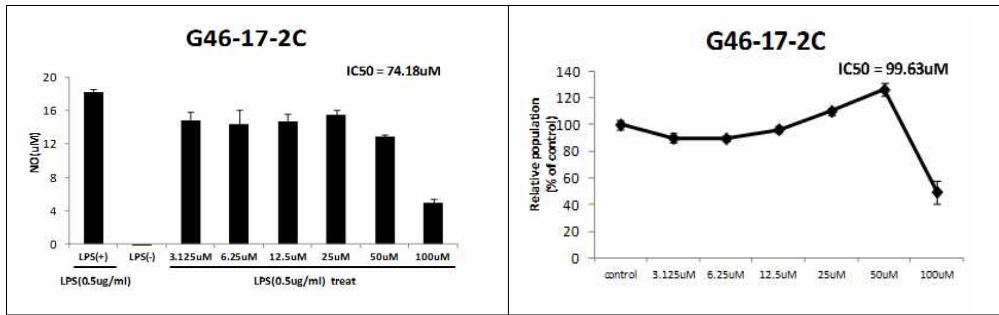 G46-17-2C
IC50 = 74.18uM
20
16
12
8
4
0
NO(uM)
LPS(+) LPS(-) 3.125uM 6.25uM 12.5uM 25uM 50uM 100uM
LPS(0.5ug/ml) LPS(0.5ug/ml) treat
G46-17-2C
IC50 = 99.63uM
140
120
100
80
60
40
20
0
Relative population
(% of control)
control 3.125uM 6.25uM 12.5uM 25uM 50uM 100uM